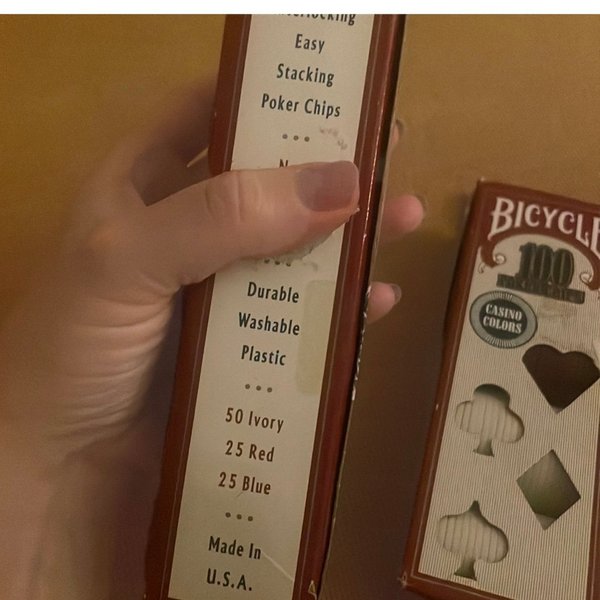 Interlocking
Easy
Stacking
Poker Chips
Durable
Washable
Plastic
50 Ivory
25 Red
25 Blue
Made In
U.S.A.
BICYCLE
100
CASINO
COLORS